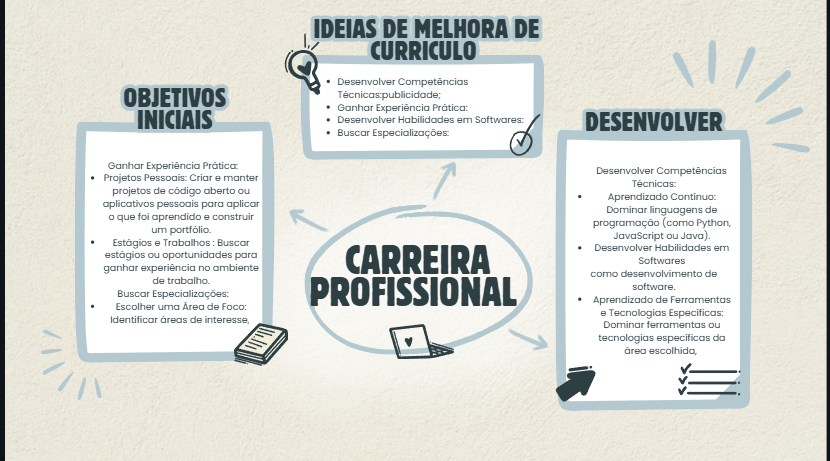 IDEIAS DE MELHORA DE
CURRICULO
Desenvolver Competências
Técnicas:publicidade;
Ganhar Experiência Prática:
Desenvolver Habilidades em Softwares:
Buscar Especializações:
OBJETIVOS
INICIAIS
Ganhar Experiência Prática:
Projetos Pessoais: Criar e manter
projetos de código aberto ou
aplicativos pessoais para aplicar
o que foi aprendido e construir
um portfólio.
Estágios e Trabalhos : Buscar
estágios ou oportunidades para
ganhar experiência no ambiente
de trabalho.
Buscar Especializações:
Escolher uma Área de Foco:
Identificar áreas de interesse,
CARREIRA
PROFISSIONAL
DESENVOLVER
Desenvolver Competências
Técnicas:
Aprendizado Contínuo:
Dominar linguagens de
programação (como Python,
JavaScript ou Java).
Desenvolver Habilidades em
Softwares
como desenvolvimento de
software.
Aprendizado de Ferramentas
e Tecnologias Específicas:
Dominar ferramentas ou
tecnologias específicas da
área escolhida,